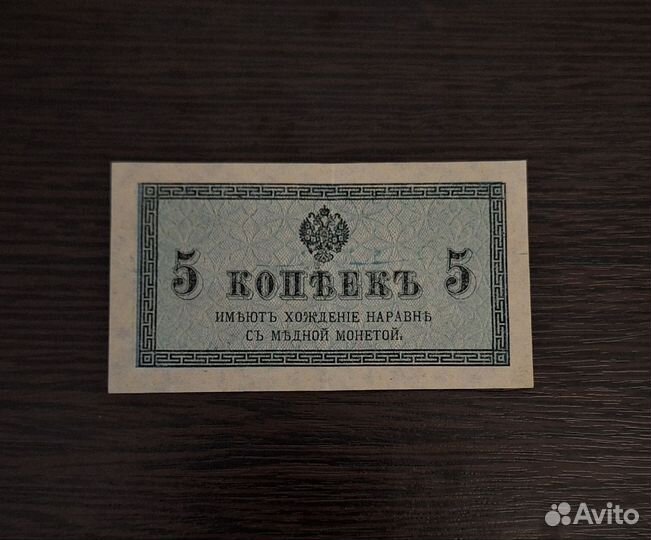 5 КОПѢЕКЪ 5
ИМѢЮТЪ ХОЖДЕНІЕ НАРАВНѢ
СЪ МѢДНОЙ МОНЕТОЙ.
Avito